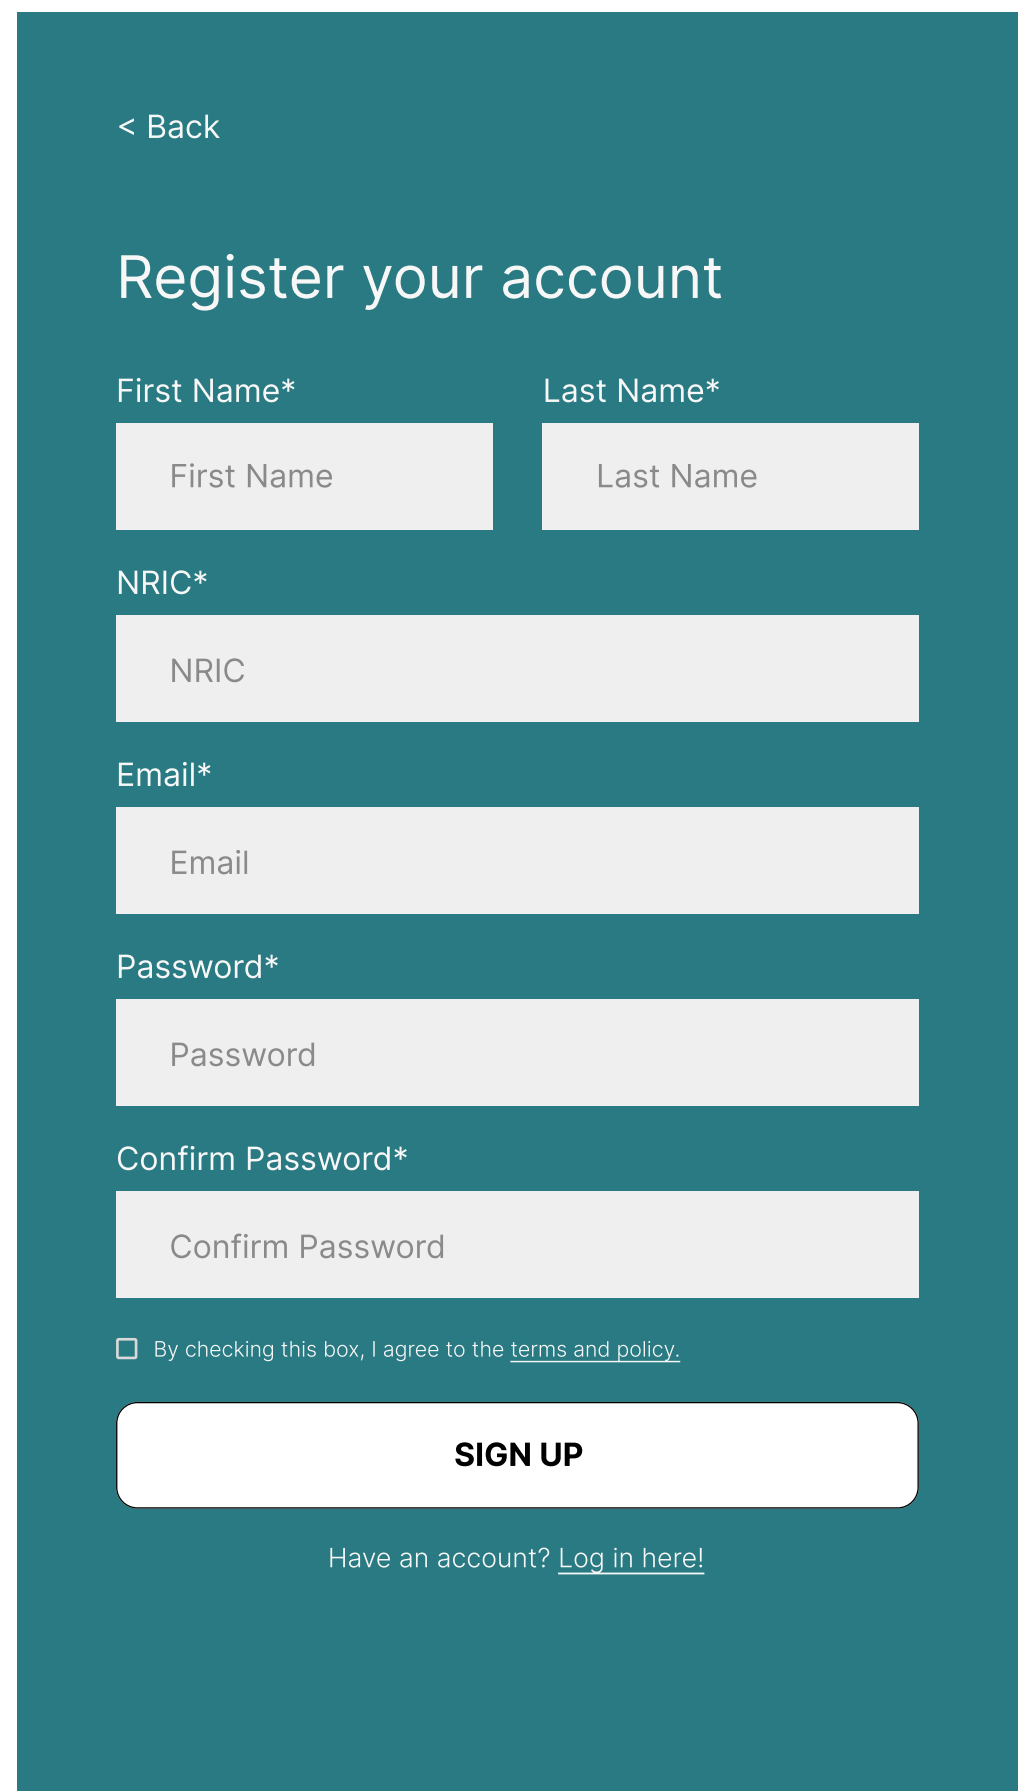 < Back
Register your account
First Name* Last Name*
First Name Last Name
NRIC*
NRIC
Email*
Email
Password*
Password
Confirm Password*
Confirm Password
By checking this box, I agree to the terms and policy.
SIGN UP
Have an account? Log in here!